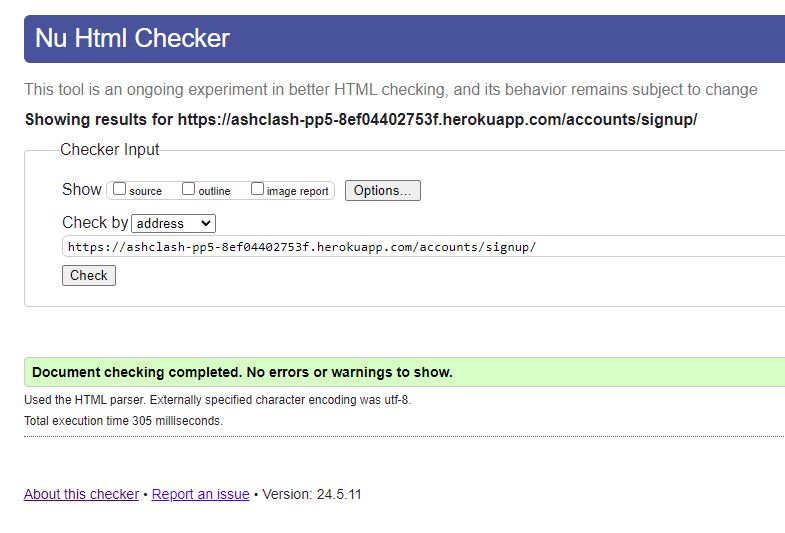 Nu Html Checker
This tool is an ongoing experiment in better HTML checking, and its behavior remains subject to change
Showing results for https://ashclash-pp5-8ef04402753f.herokuapp.com/accounts/signup/
Checker Input
Show source outline image report Options...
Check by address
https://ashclash-pp5-8ef04402753f.herokuapp.com/accounts/signup/
Check
Document checking completed. No errors or warnings to show.
Used the HTML parser. Externally specified character encoding was utf-8.
Total execution time 305 milliseconds.
About this checker • Report an issue • Version: 24.5.11